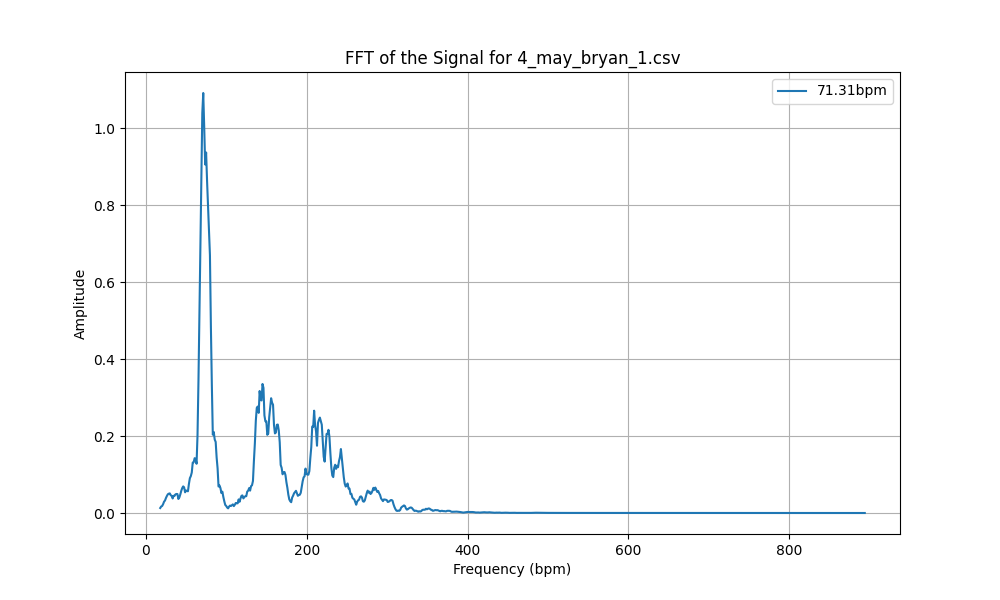 FFT of the Signal for 4_may_bryan_1.csv
71.31bpm
Amplitude
1.0
0.8
0.6
0.4
0.2
0.0
0 200 400 600 800
Frequency (bpm)